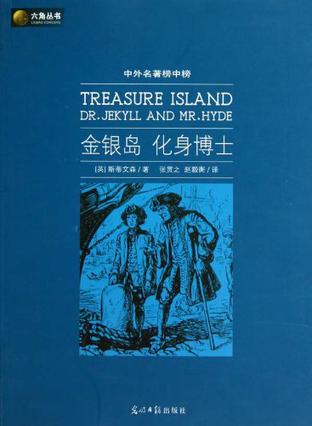 六角丛书
中外名著榜中榜
TREASURE ISLAND
DR.JEKYLL AND MR.HYDE
金银岛 化身博士
[英]斯蒂文森/著 张贯之 赵毅衡/译
光明日报出版社